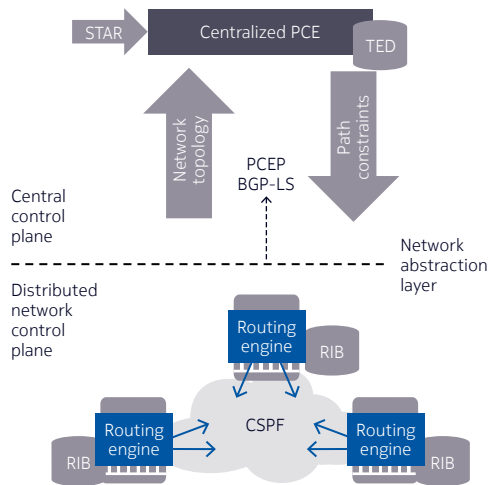 STAR
Centralized PCE
TED
Network
topology
Path
constraints
PCEP
BGP-LS
Central
control
plane
Network
abstraction
layer
Distributed
network
control
plane
Routing
engine
RIB
CSPF
Routing
engine
RIB
Routing
engine
RIB